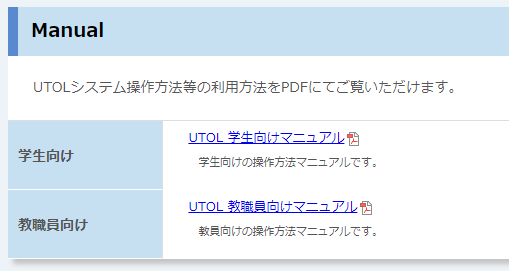 Manual
UTOLシステム操作方法等の利用方法をPDFにてご覧いただけます。
学生向け
UTOL 学生向けマニュアル
学生向けの操作方法マニュアルです。
教職員向け
UTOL 教職員向けマニュアル
教員向けの操作方法マニュアルです。